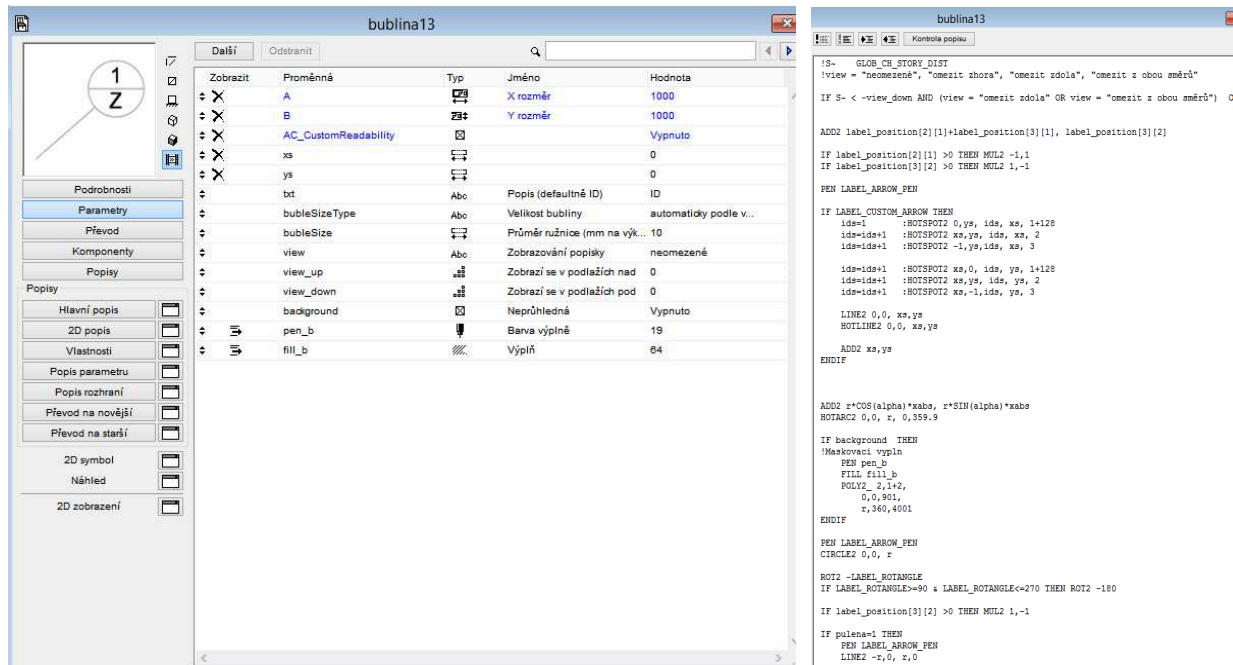 bublina13
1
Z
Další Odstranit
Zobrazit Proměnná Typ Jméno Hodnota
A X rozměr 1000
B Y rozměr 1000
AC_CustomReadability Vypnuto
xs 0
ys 0
txt Abc Popis (defaultně ID) ID
bubleSizeType Abc Velikost bubliny automaticky podle v...
bubleSize Průměr ružnice (mm na výk... 10
view Abc Zobrazování popisky neomezené
view_up Zobrazí se v podlažích nad 0
view_down Zobrazí se v podlažích pod 0
background Neprůhledná Vypnuto
pen_b Barva výplně 19
fill_b Výplň 64
Podrobnosti
Parametry
Převod
Komponenty
Popisy
Popisy
Hlavní popis
2D popis
Vlastnosti
Popis parametru
Popis rozhraní
Převod na novější
Převod na starší
2D symbol
Náhled
2D zobrazení
bublina13
Kontrola popisu
!S~ GLOB_CH_STORY_DIST
!view = "neomezené", "omezit zhora", "omezit zdola", "omezit z obou směrů"
IF S~ < -view_down AND (view = "omezit zdola" OR view = "omezit z obou směrů") O
ADD2 label_position[2][1]+label_position[3][1], label_position[3][2]
IF label_position[2][1] >0 THEN MUL2 -1,1
IF label_position[3][2] >0 THEN MUL2 1,-1
PEN LABEL_ARROW_PEN
IF LABEL_CUSTOM_ARROW THEN
ids=1 :HOTSPOT2 0,ys, ids, xs, 1+128
ids=ids+1 :HOTSPOT2 xs,ys, ids, xs, 2
ids=ids+1 :HOTSPOT2 -1,ys,ids, xs, 3
ids=ids+1 :HOTSPOT2 xs,0, ids, ys, 1+128
ids=ids+1 :HOTSPOT2 xs,ys, ids, ys, 2
ids=ids+1 :HOTSPOT2 xs,-1,ids, ys, 3
LINE2 0,0, xs,ys
HOTLINE2 0,0, xs,ys
ADD2 xs,ys
ENDIF
ADD2 r*COS(alpha)*xabs, r*SIN(alpha)*xabs
HOTARC2 0,0, r, 0,359.9
IF background THEN
!Maskovaci vypln
PEN pen_b
FILL fill_b
POLY2_ 2,1+2,
0,0,901,
r,360,4001
ENDIF
PEN LABEL_ARROW_PEN
CIRCLE2 0,0, r
ROT2 -LABEL_ROTANGLE
IF LABEL_ROTANGLE>=90 & LABEL_ROTANGLE<=270 THEN ROT2 -180
IF label_position[3][2] >0 THEN MUL2 1,-1
IF pulena=1 THEN
PEN LABEL_ARROW_PEN
LINE2 -r,0, r,0